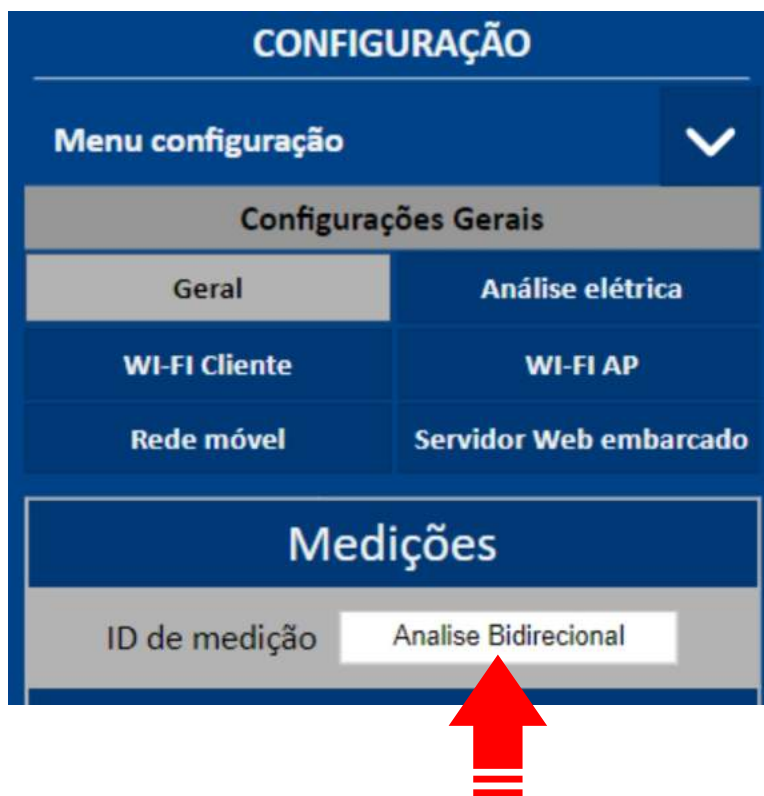 CONFIGURAÇÃO
Menu configuração
Configurações Gerais
Geral Análise elétrica
WI-FI Cliente WI-FI AP
Rede móvel Servidor Web embarcado
Medições
ID de medição Analise Bidirecional